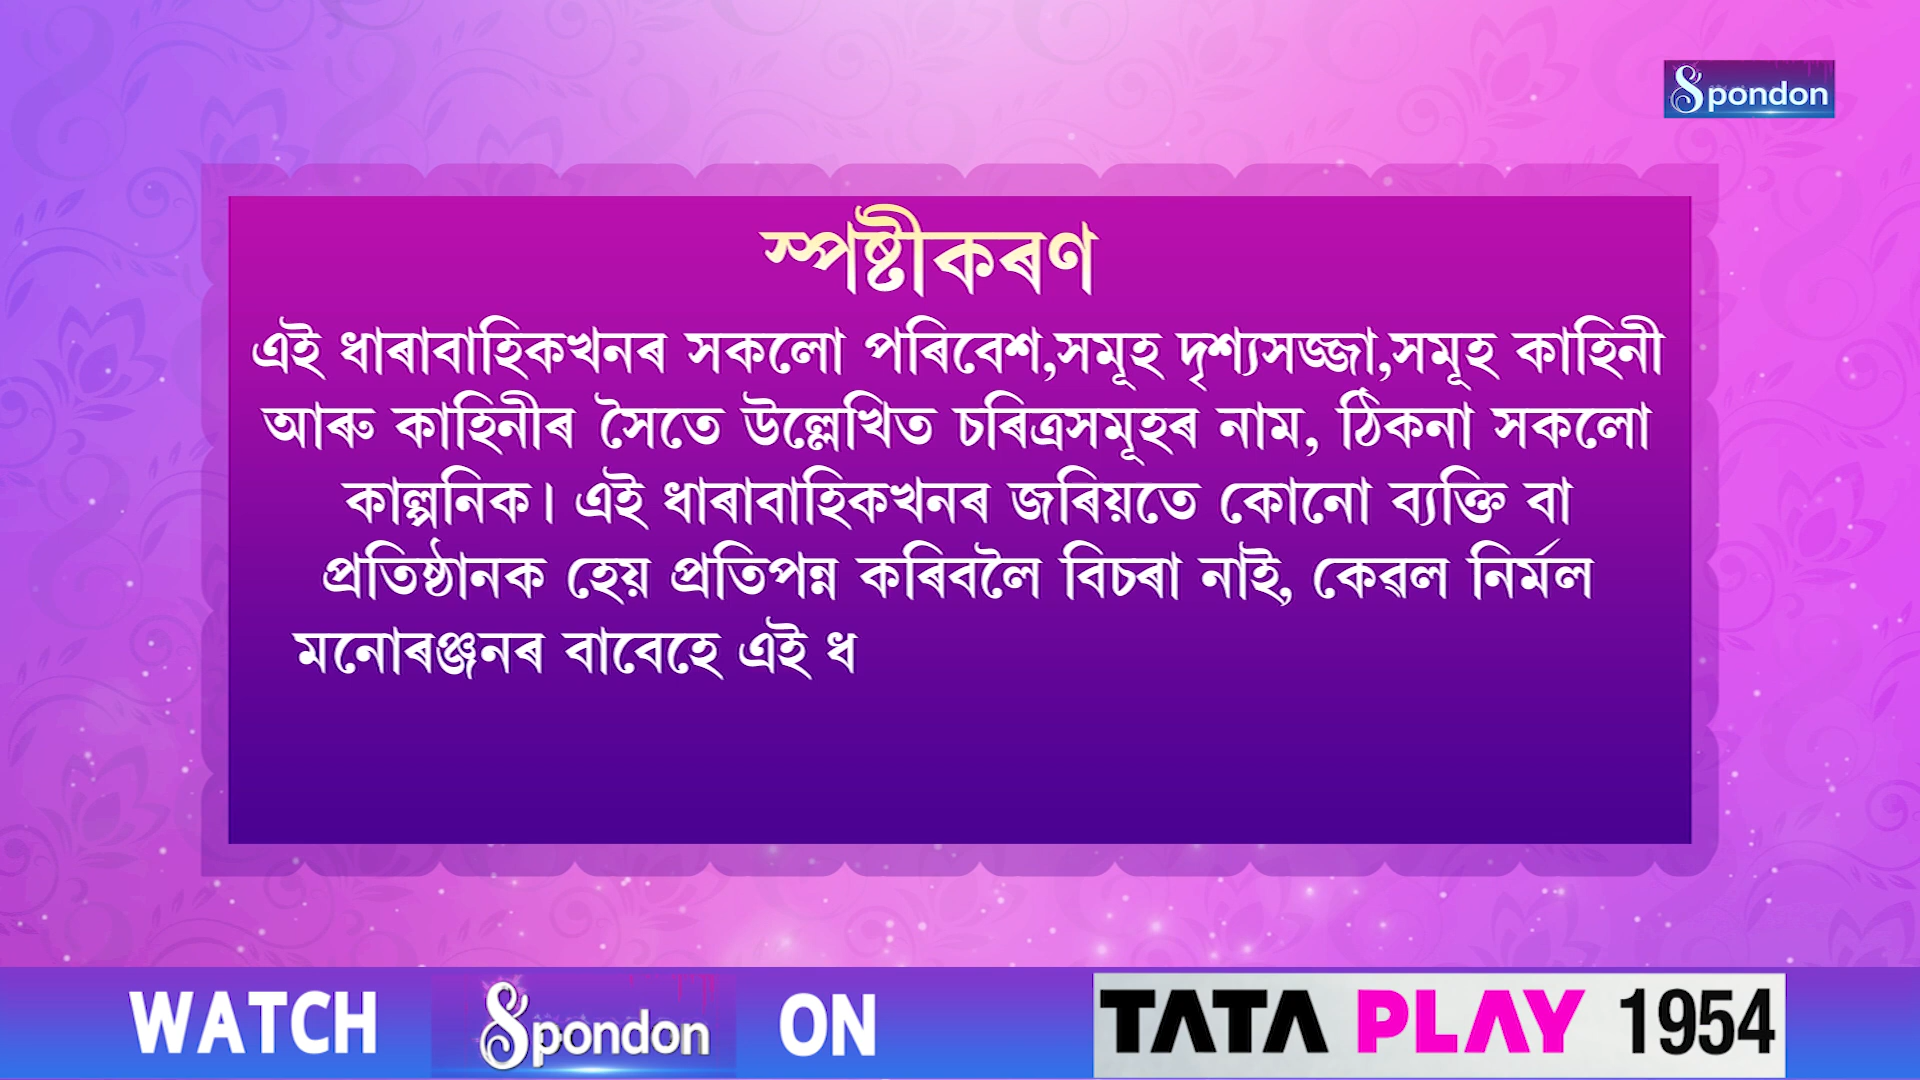 Spondon
স্পষ্টীকৰণ
এই ধাৰাবাহিকখনৰ সকলো পৰিবেশ,সমূহ দৃশ্যসজ্জা,সমূহ কাহিনী
আৰু কাহিনীৰ সৈতে উল্লেখিত চৰিত্ৰসমূহৰ নাম, ঠিকনা সকলো
কাল্পনিক। এই ধাৰাবাহিকখনৰ জৰিয়তে কোনো ব্যক্তি বা
প্ৰতিষ্ঠানক হেয় প্ৰতিপন্ন কৰিবলৈ বিচৰা নাই, কেৱল নিৰ্মল
মনোৰঞ্জনৰ বাবেহে এই ধ
WATCH Spondon ON TATA PLAY 1954